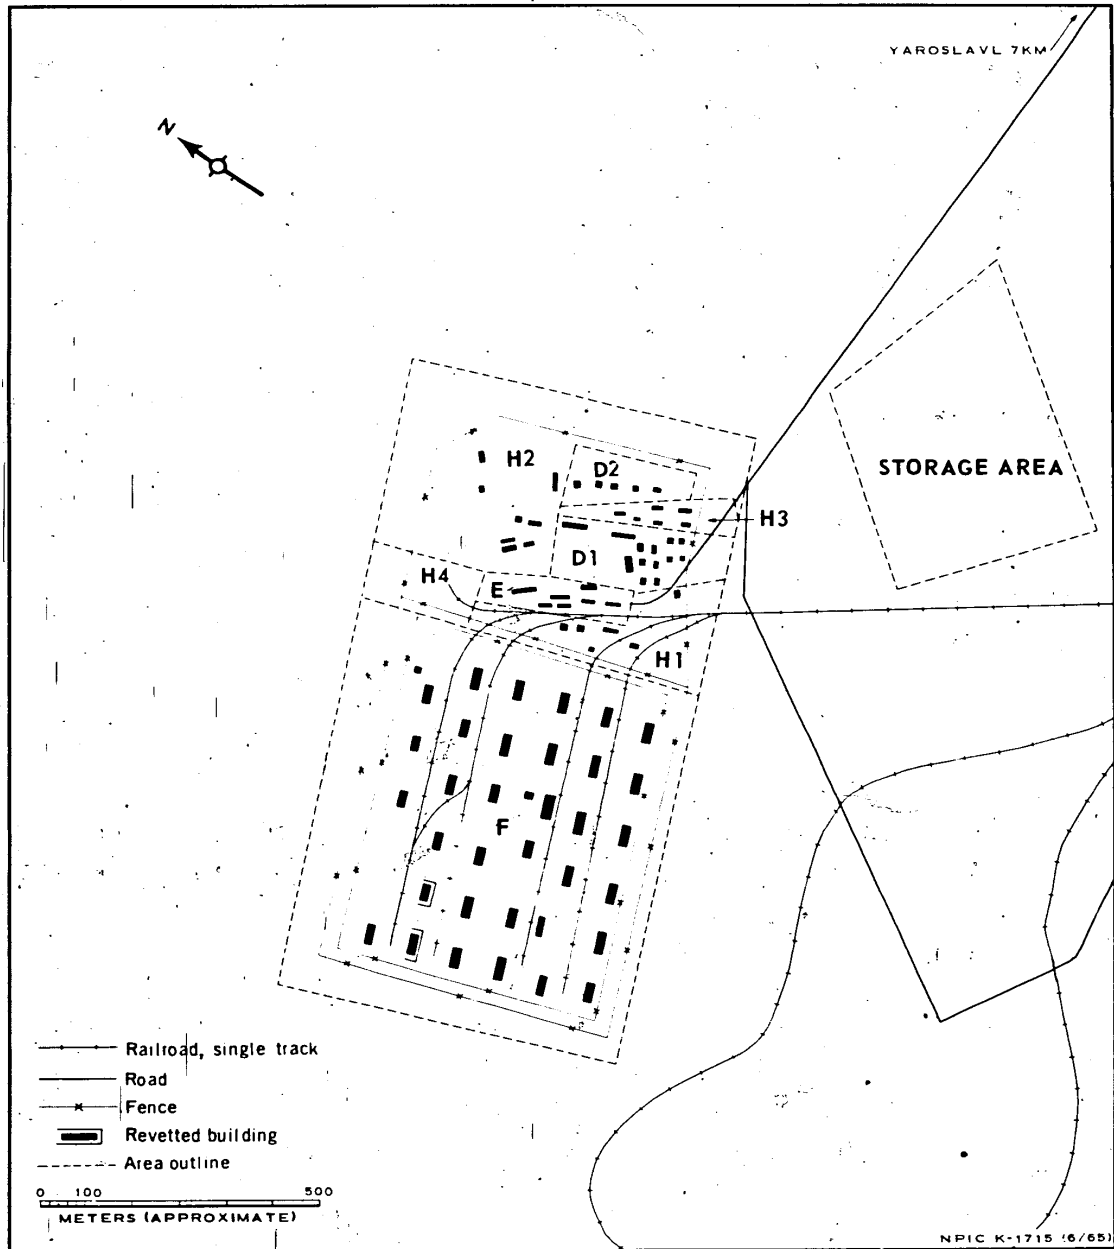 YAROSLAVL 7KM
N
STORAGE AREA
H2
D2
H3
D1
H4
E
H1
F
Railroad, single track
Road
Fence
Revetted building
Area outline
0 100 500
METERS (APPROXIMATE)
NPIC K-1715 (6/65)